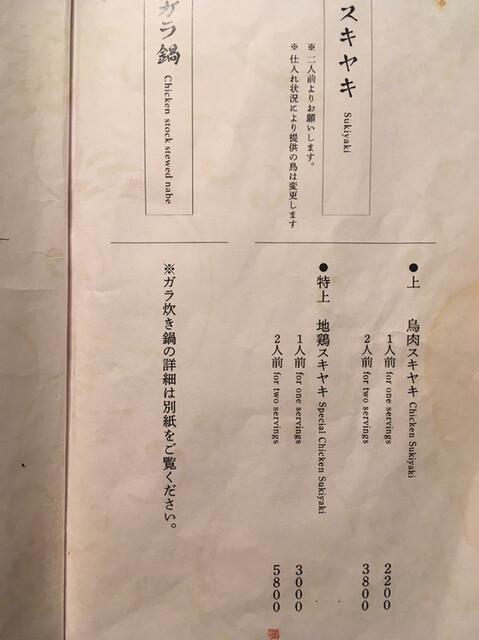 スキヤキ Sukiyaki
※二人前よりお願いします。
※仕入れ状況により提供の鳥は変更します
●上 鳥肉スキヤキ Chicken Sukiyaki
1人前 for one servings 2200
2人前 for two servings 3800
●特上 地鶏スキヤキ Special Chicken Sukiyaki
1人前 for one servings 3000
2人前 for two servings 5800
ガラ鍋 Chicken stock stewed nabe
※ガラ炊き鍋の詳細は別紙をご覧ください。